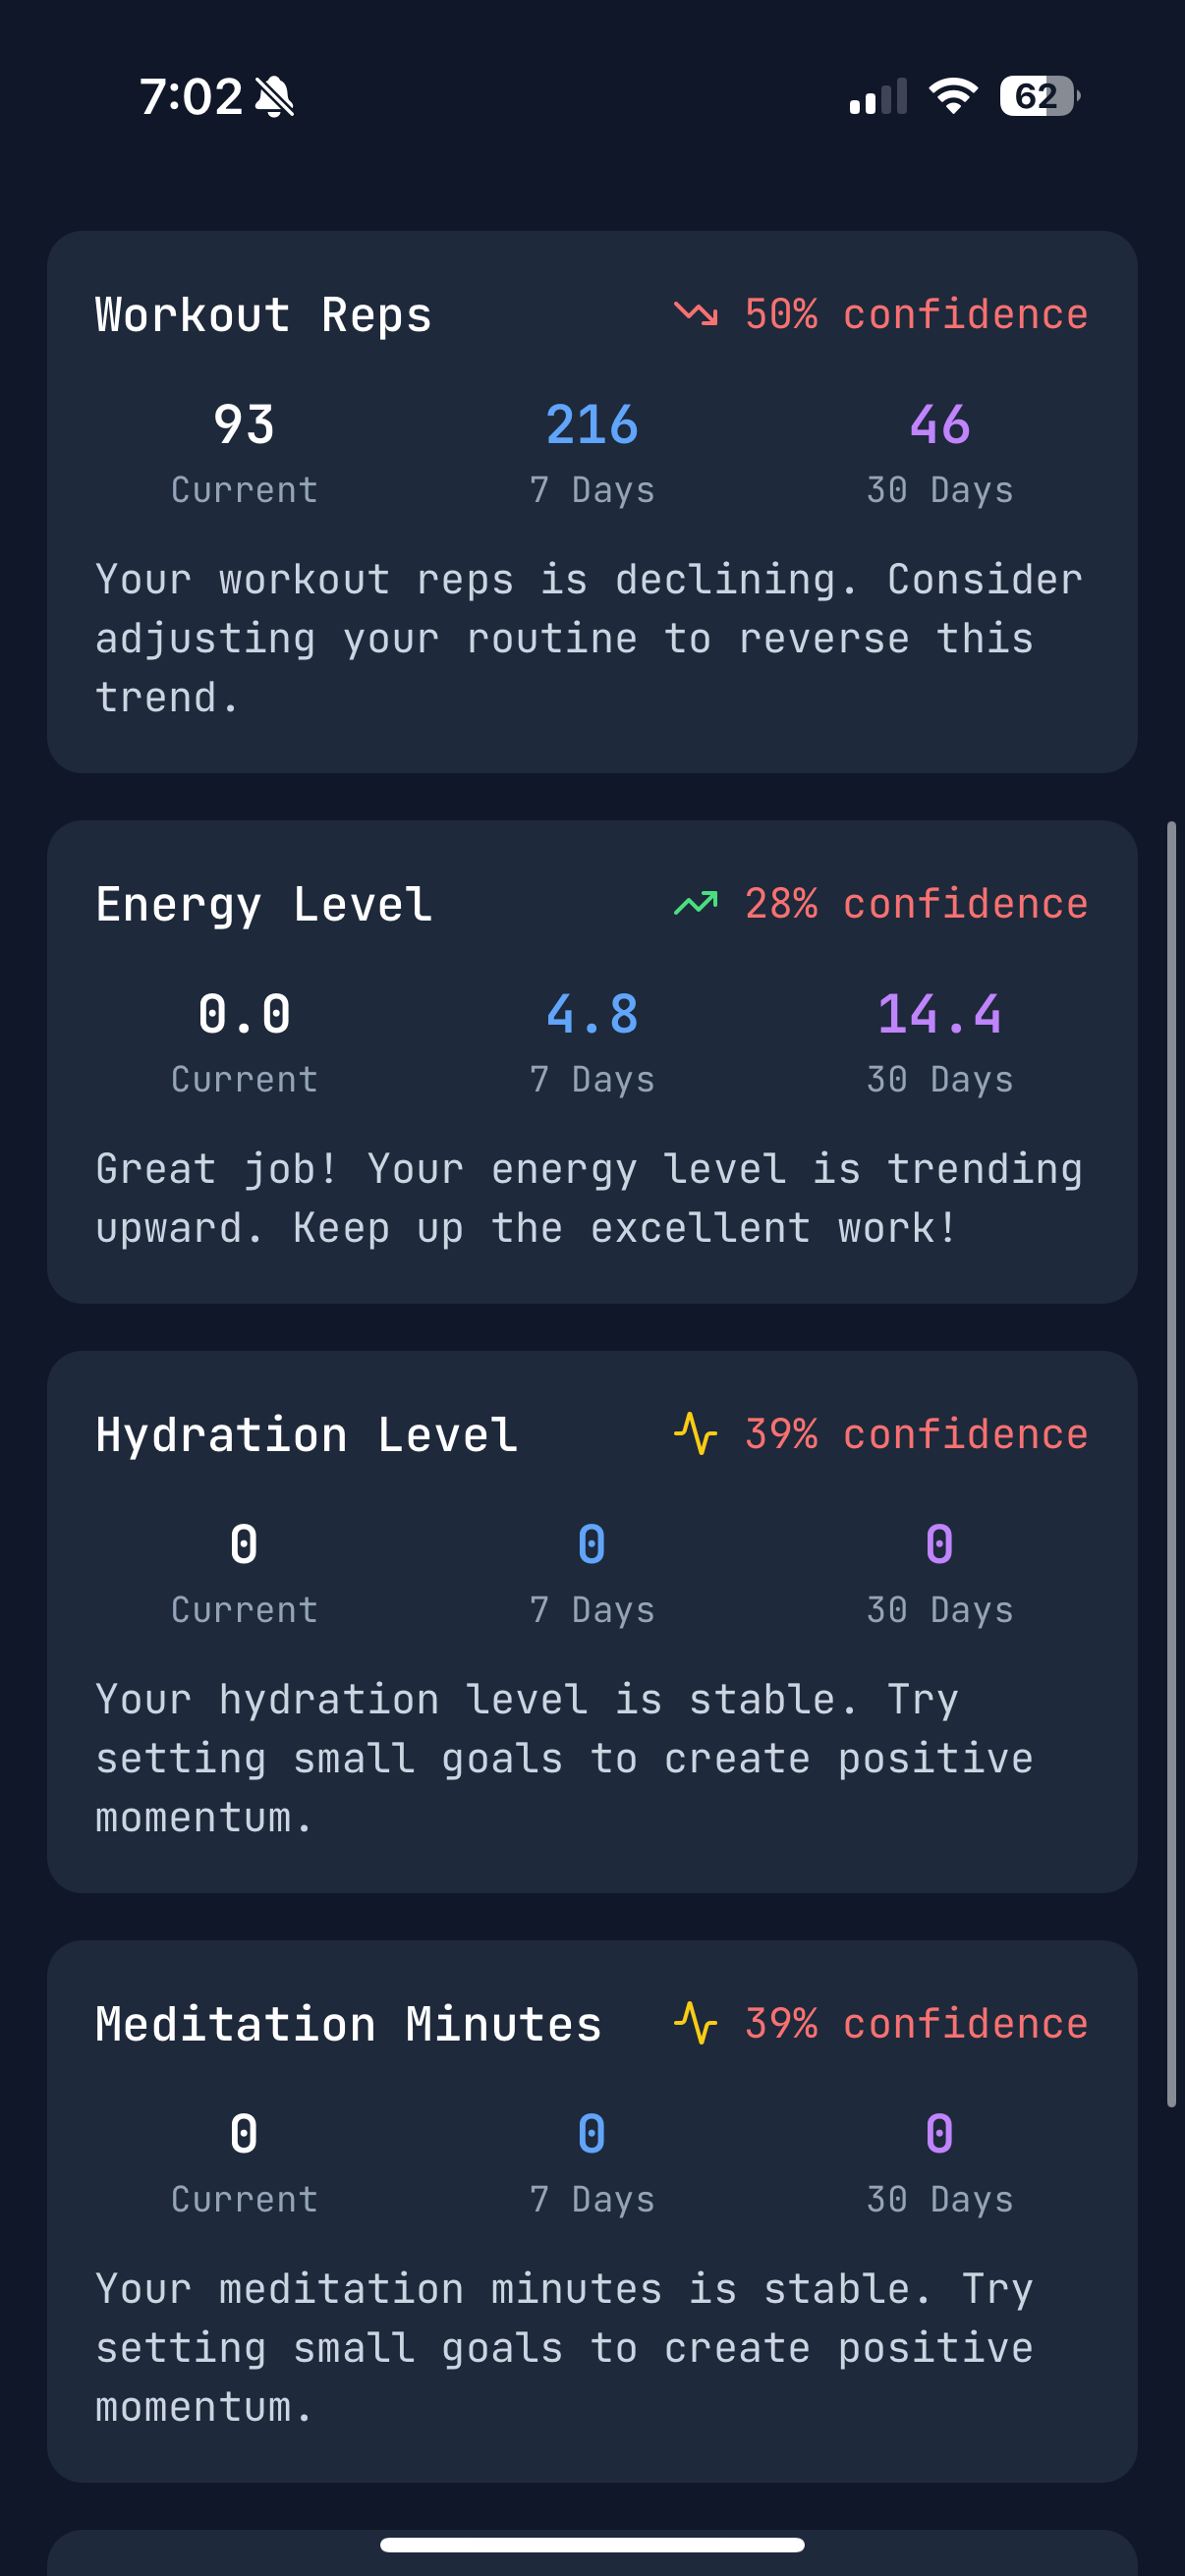 7:02
62
Workout Reps
50% confidence
93
216
46
Current
7 Days
30 Days
Your workout reps is declining. Consider
adjusting your routine to reverse this
trend.
Energy Level
28% confidence
0.0
4.8
14.4
Current
7 Days
30 Days
Great job! Your energy level is trending
upward. Keep up the excellent work!
Hydration Level
39% confidence
0
0
0
Current
7 Days
30 Days
Your hydration level is stable. Try
setting small goals to create positive
momentum.
Meditation Minutes
39% confidence
0
0
0
Current
7 Days
30 Days
Your meditation minutes is stable. Try
setting small goals to create positive
momentum.